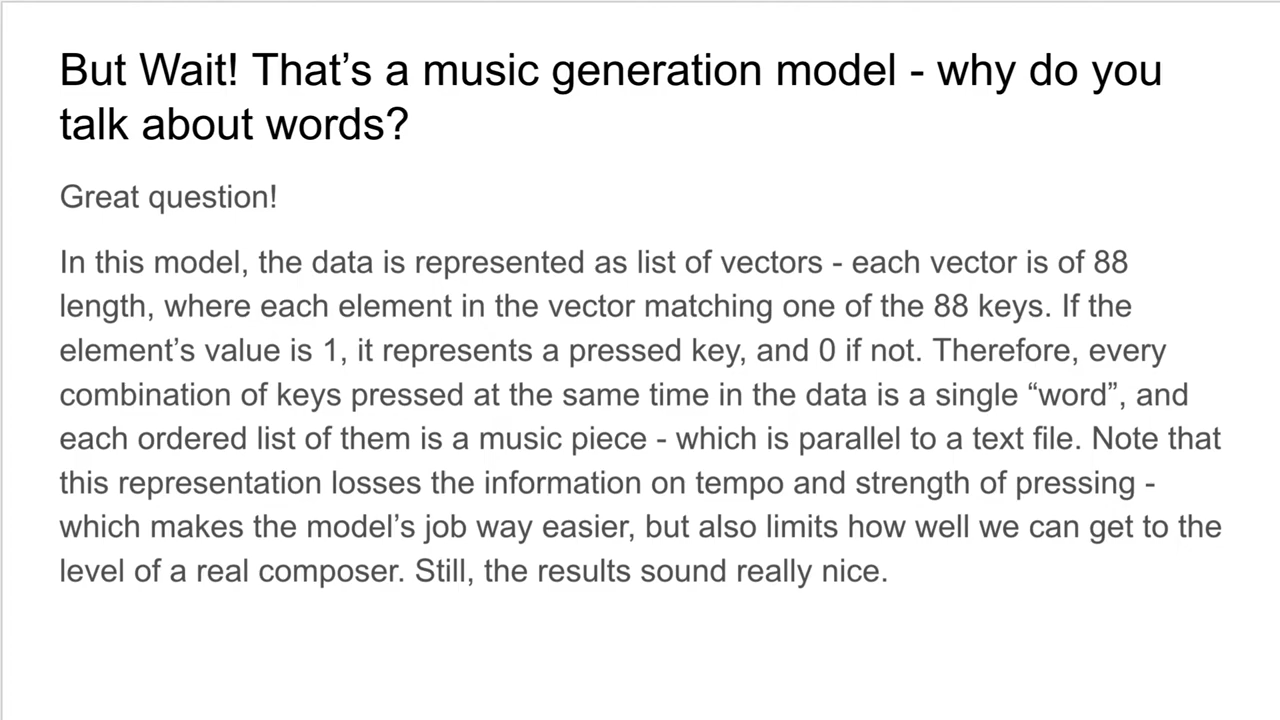 But Wait! That’s a music generation model - why do you
talk about words?
Great question!
In this model, the data is represented as list of vectors - each vector is of 88
length, where each element in the vector matching one of the 88 keys. If the
element’s value is 1, it represents a pressed key, and 0 if not. Therefore, every
combination of keys pressed at the same time in the data is a single “word”, and
each ordered list of them is a music piece - which is parallel to a text file. Note that
this representation losses the information on tempo and strength of pressing -
which makes the model’s job way easier, but also limits how well we can get to the
level of a real composer. Still, the results sound really nice.